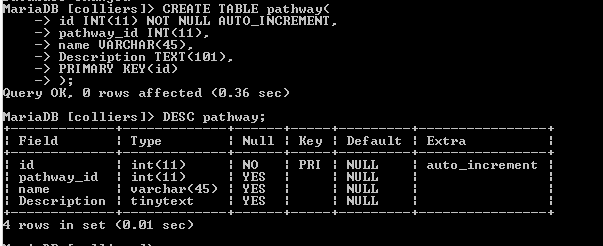 MariaDB [colliers]> CREATE TABLE pathway(
    -> id INT(11) NOT NULL AUTO_INCREMENT,
    -> pathway_id INT(11),
    -> name VARCHAR(45),
    -> Description TEXT(101),
    -> PRIMARY KEY(id)
    -> );
Query OK, 0 rows affected (0.36 sec)
MariaDB [colliers]> DESC pathway;
+-------------+-------------+------+-----+---------+----------------+
| Field       | Type        | Null | Key | Default | Extra          |
+-------------+-------------+------+-----+---------+----------------+
| id          | int(11)     | NO   | PRI | NULL    | auto_increment |
| pathway_id  | int(11)     | YES  |     | NULL    |                |
| name        | varchar(45) | YES  |     | NULL    |                |
| Description | tinytext    | YES  |     | NULL    |                |
+-------------+-------------+------+-----+---------+----------------+
4 rows in set (0.01 sec)
MariaDB [colliers]>